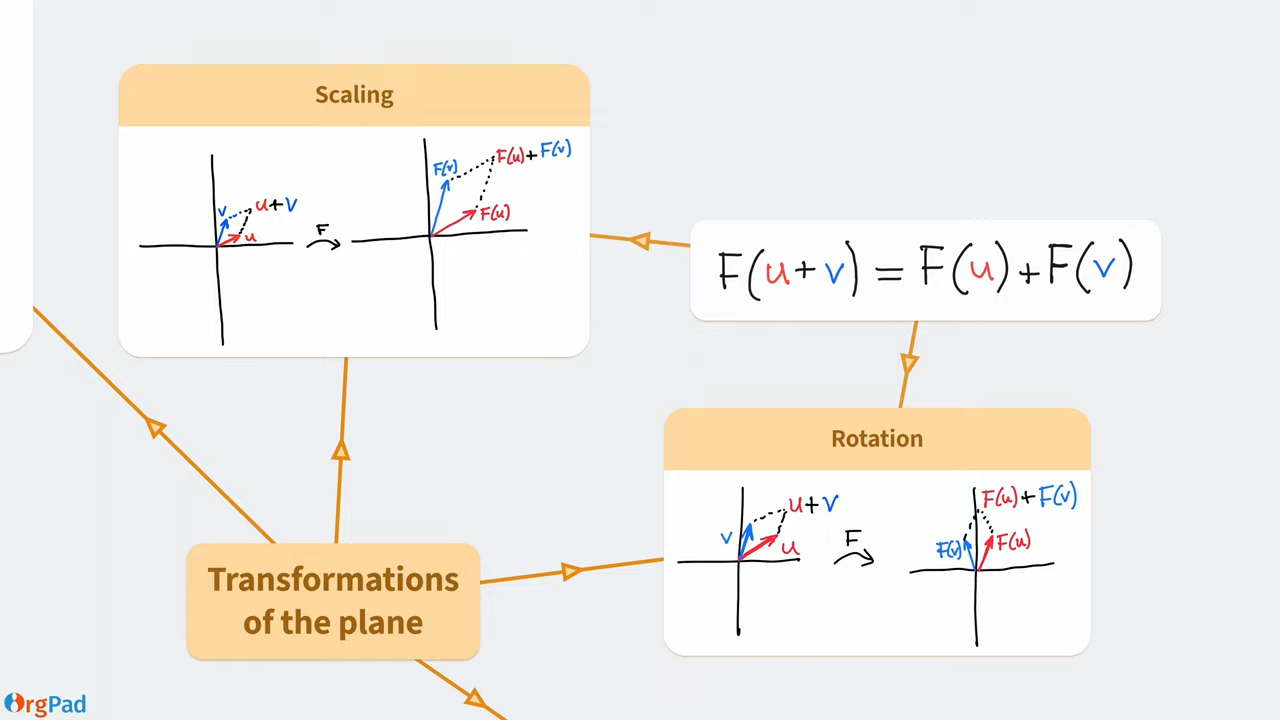 Scaling
F(v)
F(u)+F(v)
v
u+v
F(u)
u
F
F(u+v) = F(u)+F(v)
Rotation
u+v
v
u
F
F(u)+F(v)
F(v)
F(u)
Transformations
of the plane
OrgPad